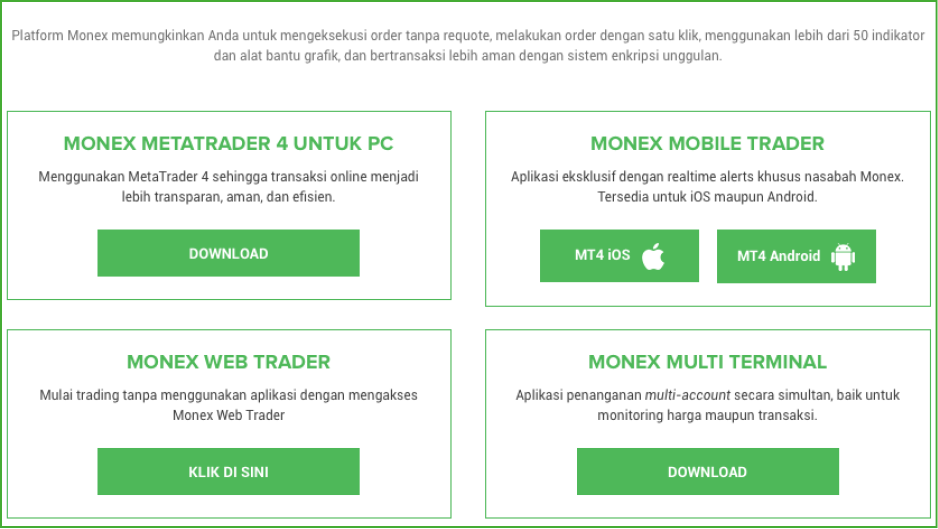 Platform Monex memungkinkan Anda untuk mengeksekusi order tanpa requote, melakukan order dengan satu klik, menggunakan lebih dari 50 indikator
dan alat bantu grafik, dan bertransaksi lebih aman dengan sistem enkripsi unggulan.
MONEX METATRADER 4 UNTUK PC
Menggunakan MetaTrader 4 sehingga transaksi online menjadi
lebih transparan, aman, dan efisien.
DOWNLOAD
MONEX MOBILE TRADER
Aplikasi eksklusif dengan realtime alerts khusus nasabah Monex.
Tersedia untuk iOS maupun Android.
MT4 iOS
MT4 Android
MONEX WEB TRADER
Mulai trading tanpa menggunakan aplikasi dengan mengakses
Monex Web Trader
KLIK DI SINI
MONEX MULTI TERMINAL
Aplikasi penanganan multi-account secara simultan, baik untuk
monitoring harga maupun transaksi.
DOWNLOAD